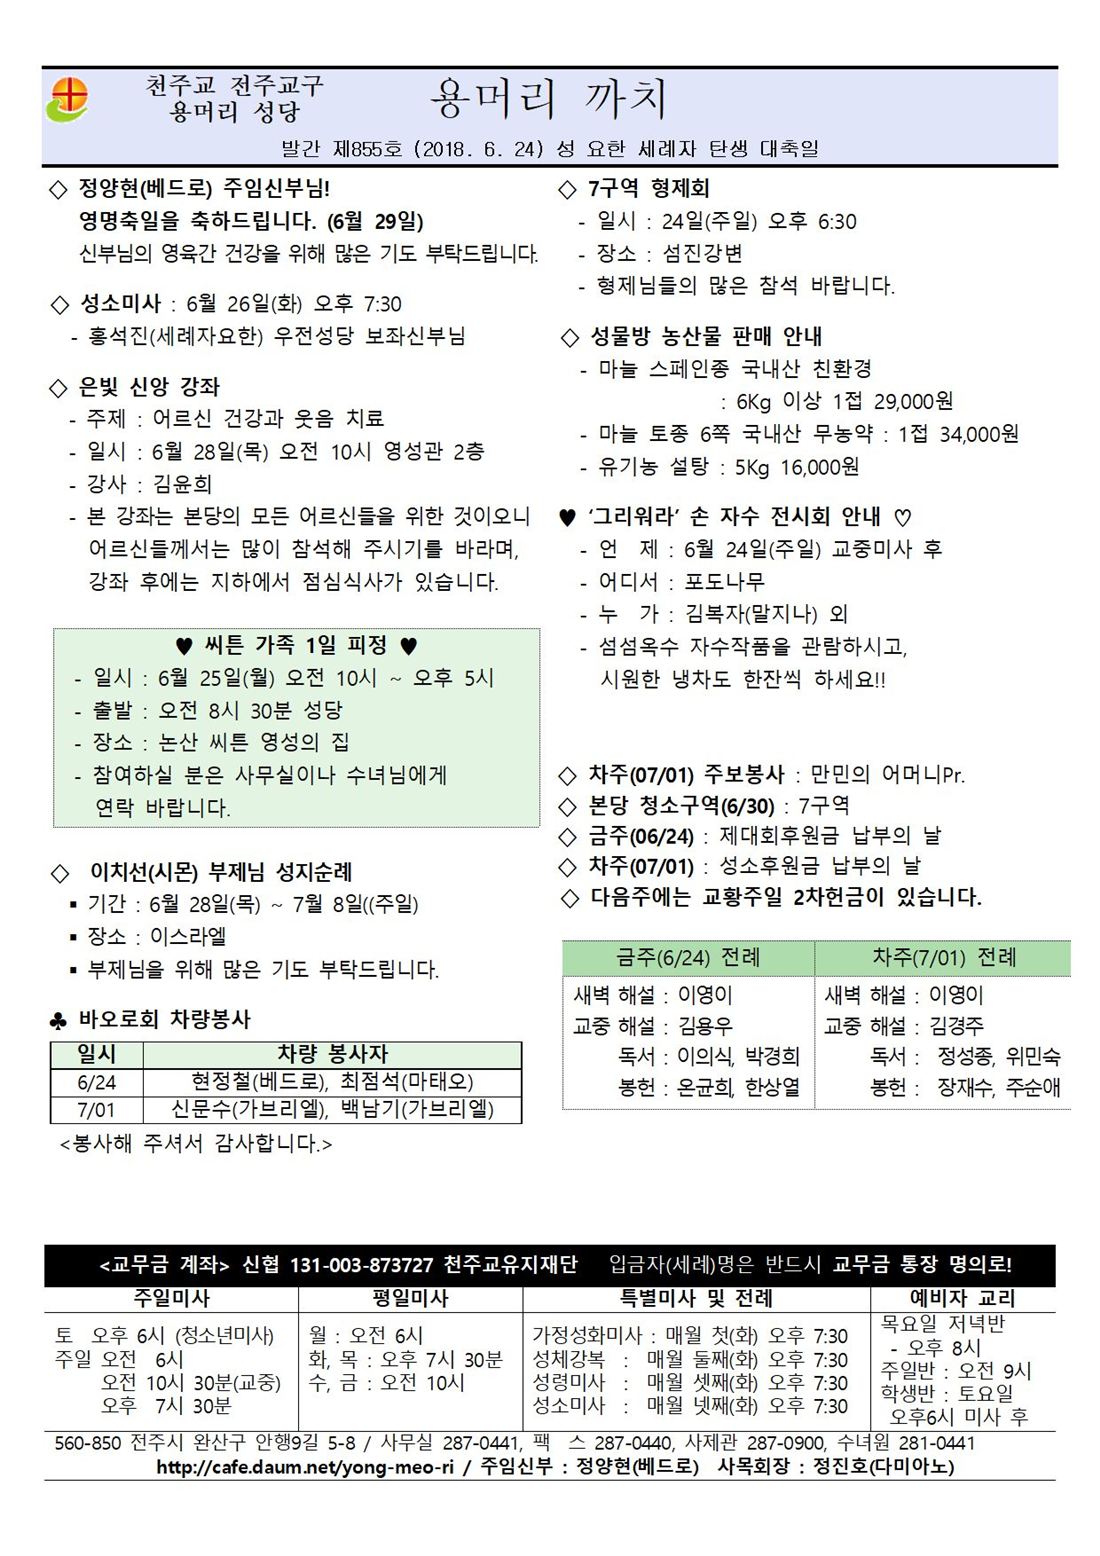 천주교 전주교구
용머리 성당
용머리 까치
발간 제855호 (2018. 6. 24) 성 요한 세례자 탄생 대축일
◇ 정양현(베드로) 주임신부님!
영명축일을 축하드립니다. (6월 29일)
신부님의 영육간 건강을 위해 많은 기도 부탁드립니다.
◇ 성소미사 : 6월 26일(화) 오후 7:30
- 홍석진(세례자요한) 우전성당 보좌신부님
◇ 은빛 신앙 강좌
- 주제 : 어르신 건강과 웃음 치료
- 일시 : 6월 28일(목) 오전 10시 영성관 2층
- 강사 : 김윤희
- 본 강좌는 본당의 모든 어르신들을 위한 것이오니
어르신들께서는 많이 참석해 주시기를 바라며,
강좌 후에는 지하에서 점심식사가 있습니다.
♥ 씨튼 가족 1일 피정 ♥
- 일시 : 6월 25일(월) 오전 10시 ~ 오후 5시
- 출발 : 오전 8시 30분 성당
- 장소 : 논산 씨튼 영성의 집
- 참여하실 분은 사무실이나 수녀님에게
연락 바랍니다.
◇ 이치선(시몬) 부제님 성지순례
▪ 기간 : 6월 28일(목) ~ 7월 8일((주일)
▪ 장소 : 이스라엘
▪ 부제님을 위해 많은 기도 부탁드립니다.
♣ 바오로회 차량봉사
일시 차량 봉사자
6/24 현정철(베드로), 최점석(마태오)
7/01 신문수(가브리엘), 백남기(가브리엘)
<봉사해 주셔서 감사합니다.>
◇ 7구역 형제회
- 일시 : 24일(주일) 오후 6:30
- 장소 : 섬진강변
- 형제님들의 많은 참석 바랍니다.
◇ 성물방 농산물 판매 안내
- 마늘 스페인종 국내산 친환경
: 6Kg 이상 1접 29,000원
- 마늘 토종 6쪽 국내산 무농약 : 1접 34,000원
- 유기농 설탕 : 5Kg 16,000원
♥ ‘그리워라’ 손 자수 전시회 안내 ♡
- 언 제 : 6월 24일(주일) 교중미사 후
- 어디서 : 포도나무
- 누 가 : 김복자(말지나) 외
- 섬섬옥수 자수작품을 관람하시고,
시원한 냉차도 한잔씩 하세요!!
◇ 차주(07/01) 주보봉사 : 만민의 어머니Pr.
◇ 본당 청소구역(6/30) : 7구역
◇ 금주(06/24) : 제대회후원금 납부의 날
◇ 차주(07/01) : 성소후원금 납부의 날
◇ 다음주에는 교황주일 2차헌금이 있습니다.
금주(6/24) 전례 차주(7/01) 전례
새벽 해설 : 이영이 새벽 해설 : 이영이
교중 해설 : 김용우 교중 해설 : 김경주
독서 : 이의식, 박경희 독서 : 정성종, 위민숙
봉헌 : 온균희, 한상열 봉헌 : 장재수, 주순애
<교무금 계좌> 신협 131-003-873727 천주교유지재단 입금자(세례)명은 반드시 교무금 통장 명의로!
주일미사 평일미사 특별미사 및 전례 예비자 교리
토 오후 6시 (청소년미사)
주일 오전 6시
오전 10시 30분(교중)
오후 7시 30분
월 : 오전 6시
화, 목 : 오후 7시 30분
수, 금 : 오전 10시
가정성화미사 : 매월 첫(화) 오후 7:30
성체강복 : 매월 둘째(화) 오후 7:30
성령미사 : 매월 셋째(화) 오후 7:30
성소미사 : 매월 넷째(화) 오후 7:30
목요일 저녁반
- 오후 8시
주일반 : 오전 9시
학생반 : 토요일
오후6시 미사 후
560-850 전주시 완산구 안행9길 5-8 / 사무실 287-0441, 팩 스 287-0440, 사제관 287-0900, 수녀원 281-0441
http://cafe.daum.net/yong-meo-ri / 주임신부 : 정양현(베드로) 사목회장 : 정진호(다미아노)